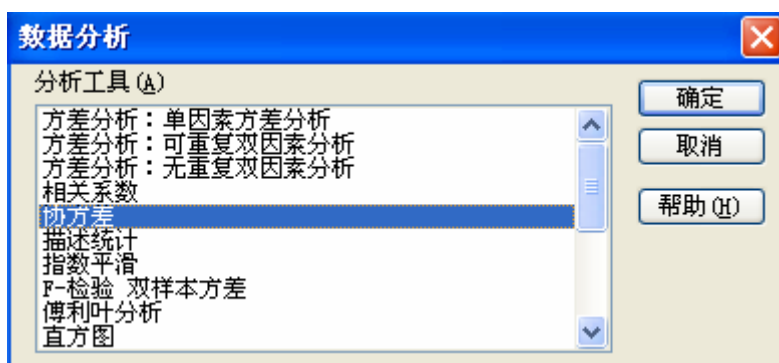 数据分析
分析工具(A)
方差分析：单因素方差分析
方差分析：可重复双因素分析
方差分析：无重复双因素分析
相关系数
协方差
描述统计
指数平滑
F-检验 双样本方差
傅利叶分析
直方图
确定
取消
帮助(H)